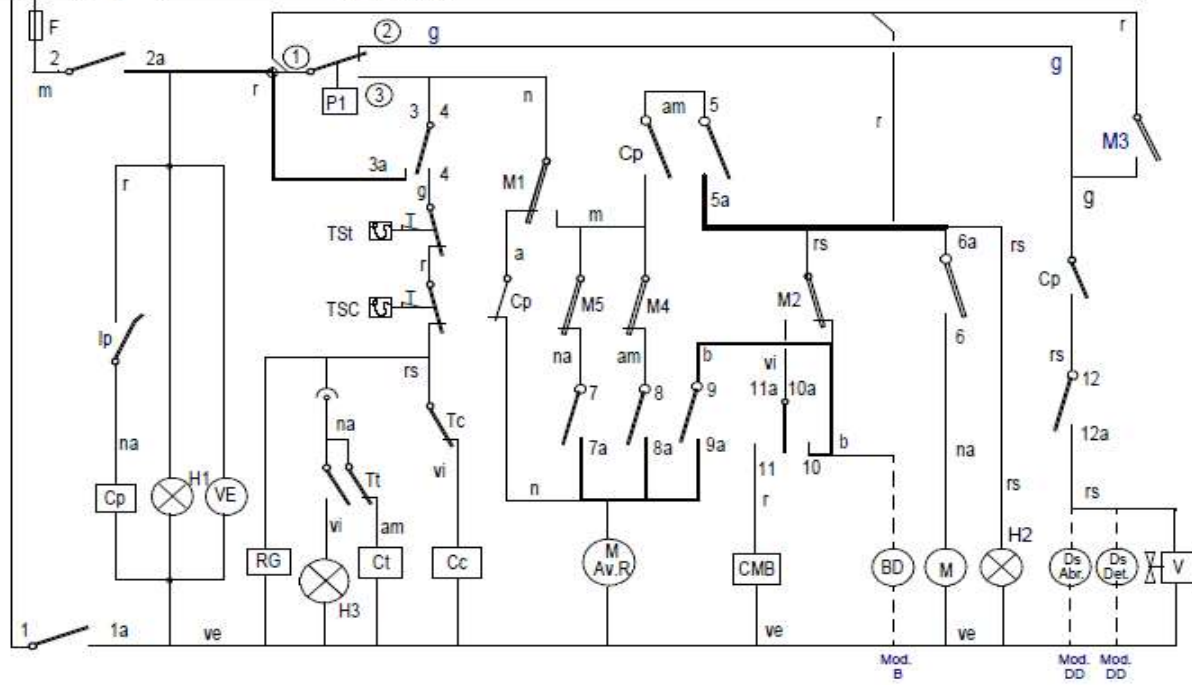 F
2
m
2a
r
1
2
g
P1
3
3
4
n
am
5
r
g
r
M3
r
3a
4
g
M1
Cp
5a
m
rs
6a
rs
g
TSt
r
a
Cp
M5
M4
M2
Cp
TSC
Ip
6
rs
na
am
b
vi
rs
Tc
7
8
9
11a
10a
12
na
na
12a
vi
7a
8a
9a
11
10
b
na
H1
Tt
n
r
rs
rs
Cp
VE
vi
am
H2
RG
Ct
Cc
M
Av.R
CMB
BD
M
Ds
Abr.
Ds
Det.
V
H3
1
1a
ve
ve
ve
Mod.
B
Mod.
DD
Mod.
DD